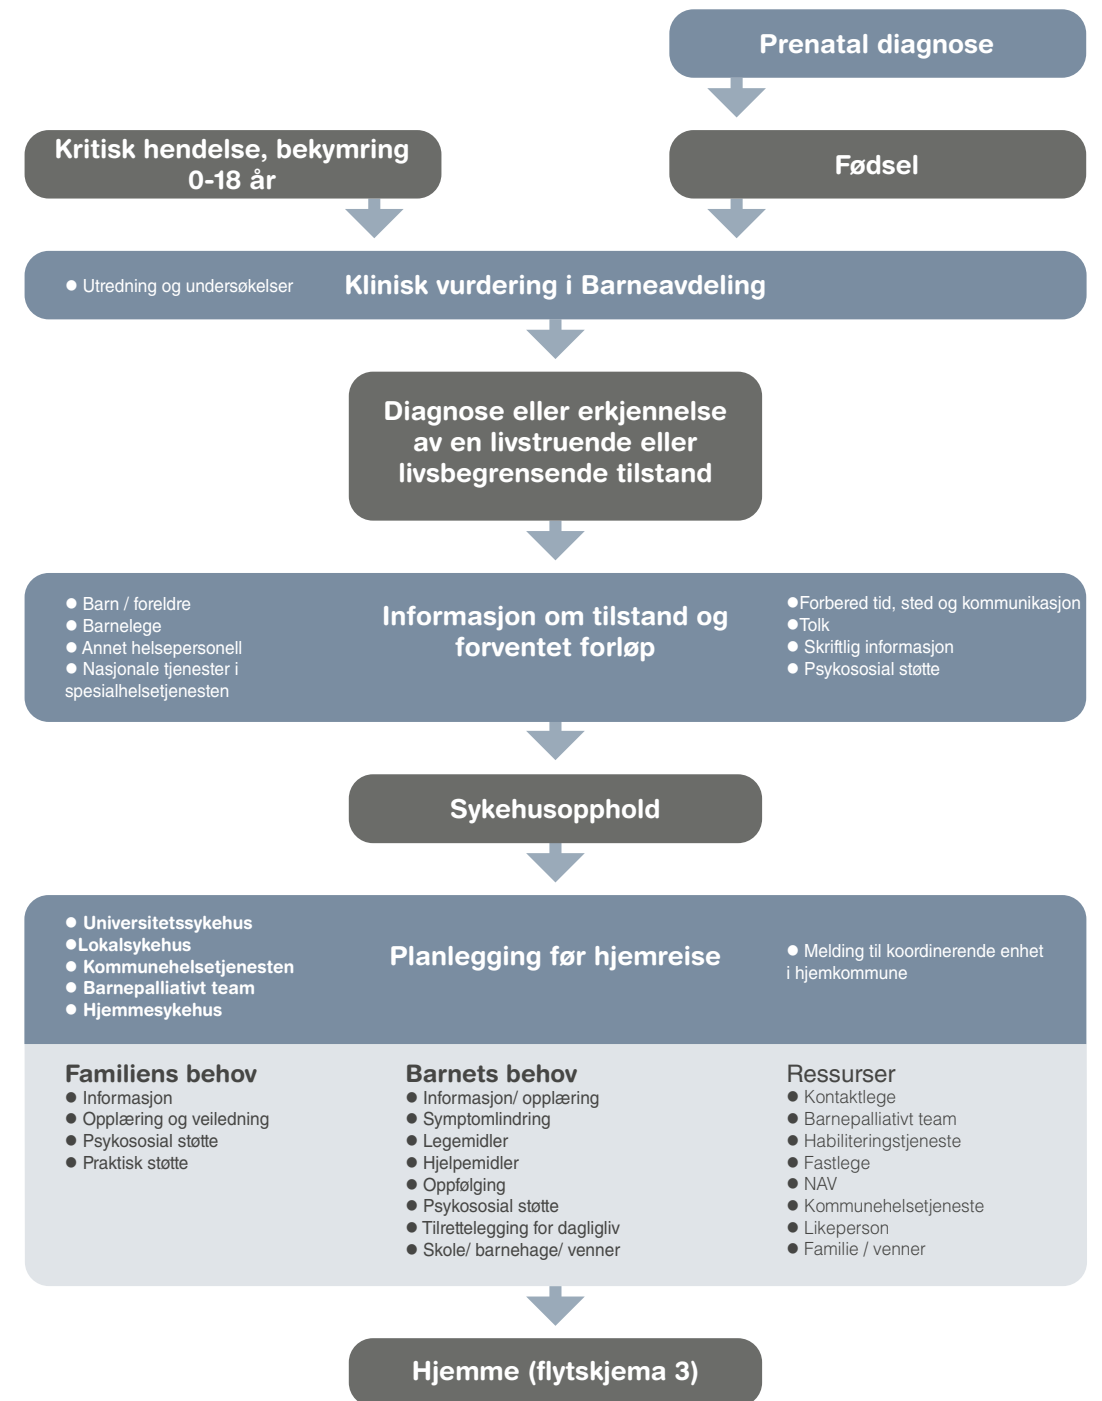 Prenatal diagnose
Kritisk hendelse, bekymring
0-18 år
Fødsel
● Utredning og undersøkelser
Klinisk vurdering i Barneavdeling
Diagnose eller erkjennelse
av en livstruende eller
livsbegrensende tilstand
● Barn / foreldre
● Barnelege
● Annet helsepersonell
● Nasjonale tjenester i
spesialhelsetjenesten
Informasjon om tilstand og
forventet forløp
●Forbered tid, sted og kommunikasjon
●Tolk
● Skriftlig informasjon
● Psykososial støtte
Sykehusopphold
● Universitetssykehus
●Lokalsykehus
● Kommunehelsetjenesten
● Barnepalliativt team
● Hjemmesykehus
Planlegging før hjemreise
● Melding til koordinerende enhet
i hjemkommune
Familiens behov
● Informasjon
● Opplæring og veiledning
● Psykososial støtte
● Praktisk støtte
Barnets behov
● Informasjon/ opplæring
● Symptomlindring
● Legemidler
● Hjelpemidler
● Oppfølging
● Psykososial støtte
● Tilrettelegging for dagligliv
● Skole/ barnehage/ venner
Ressurser
● Kontaktlege
● Barnepalliativt team
● Habiliteringstjeneste
● Fastlege
● NAV
● Kommunehelsetjeneste
● Likeperson
● Familie / venner
Hjemme (flytskjema 3)